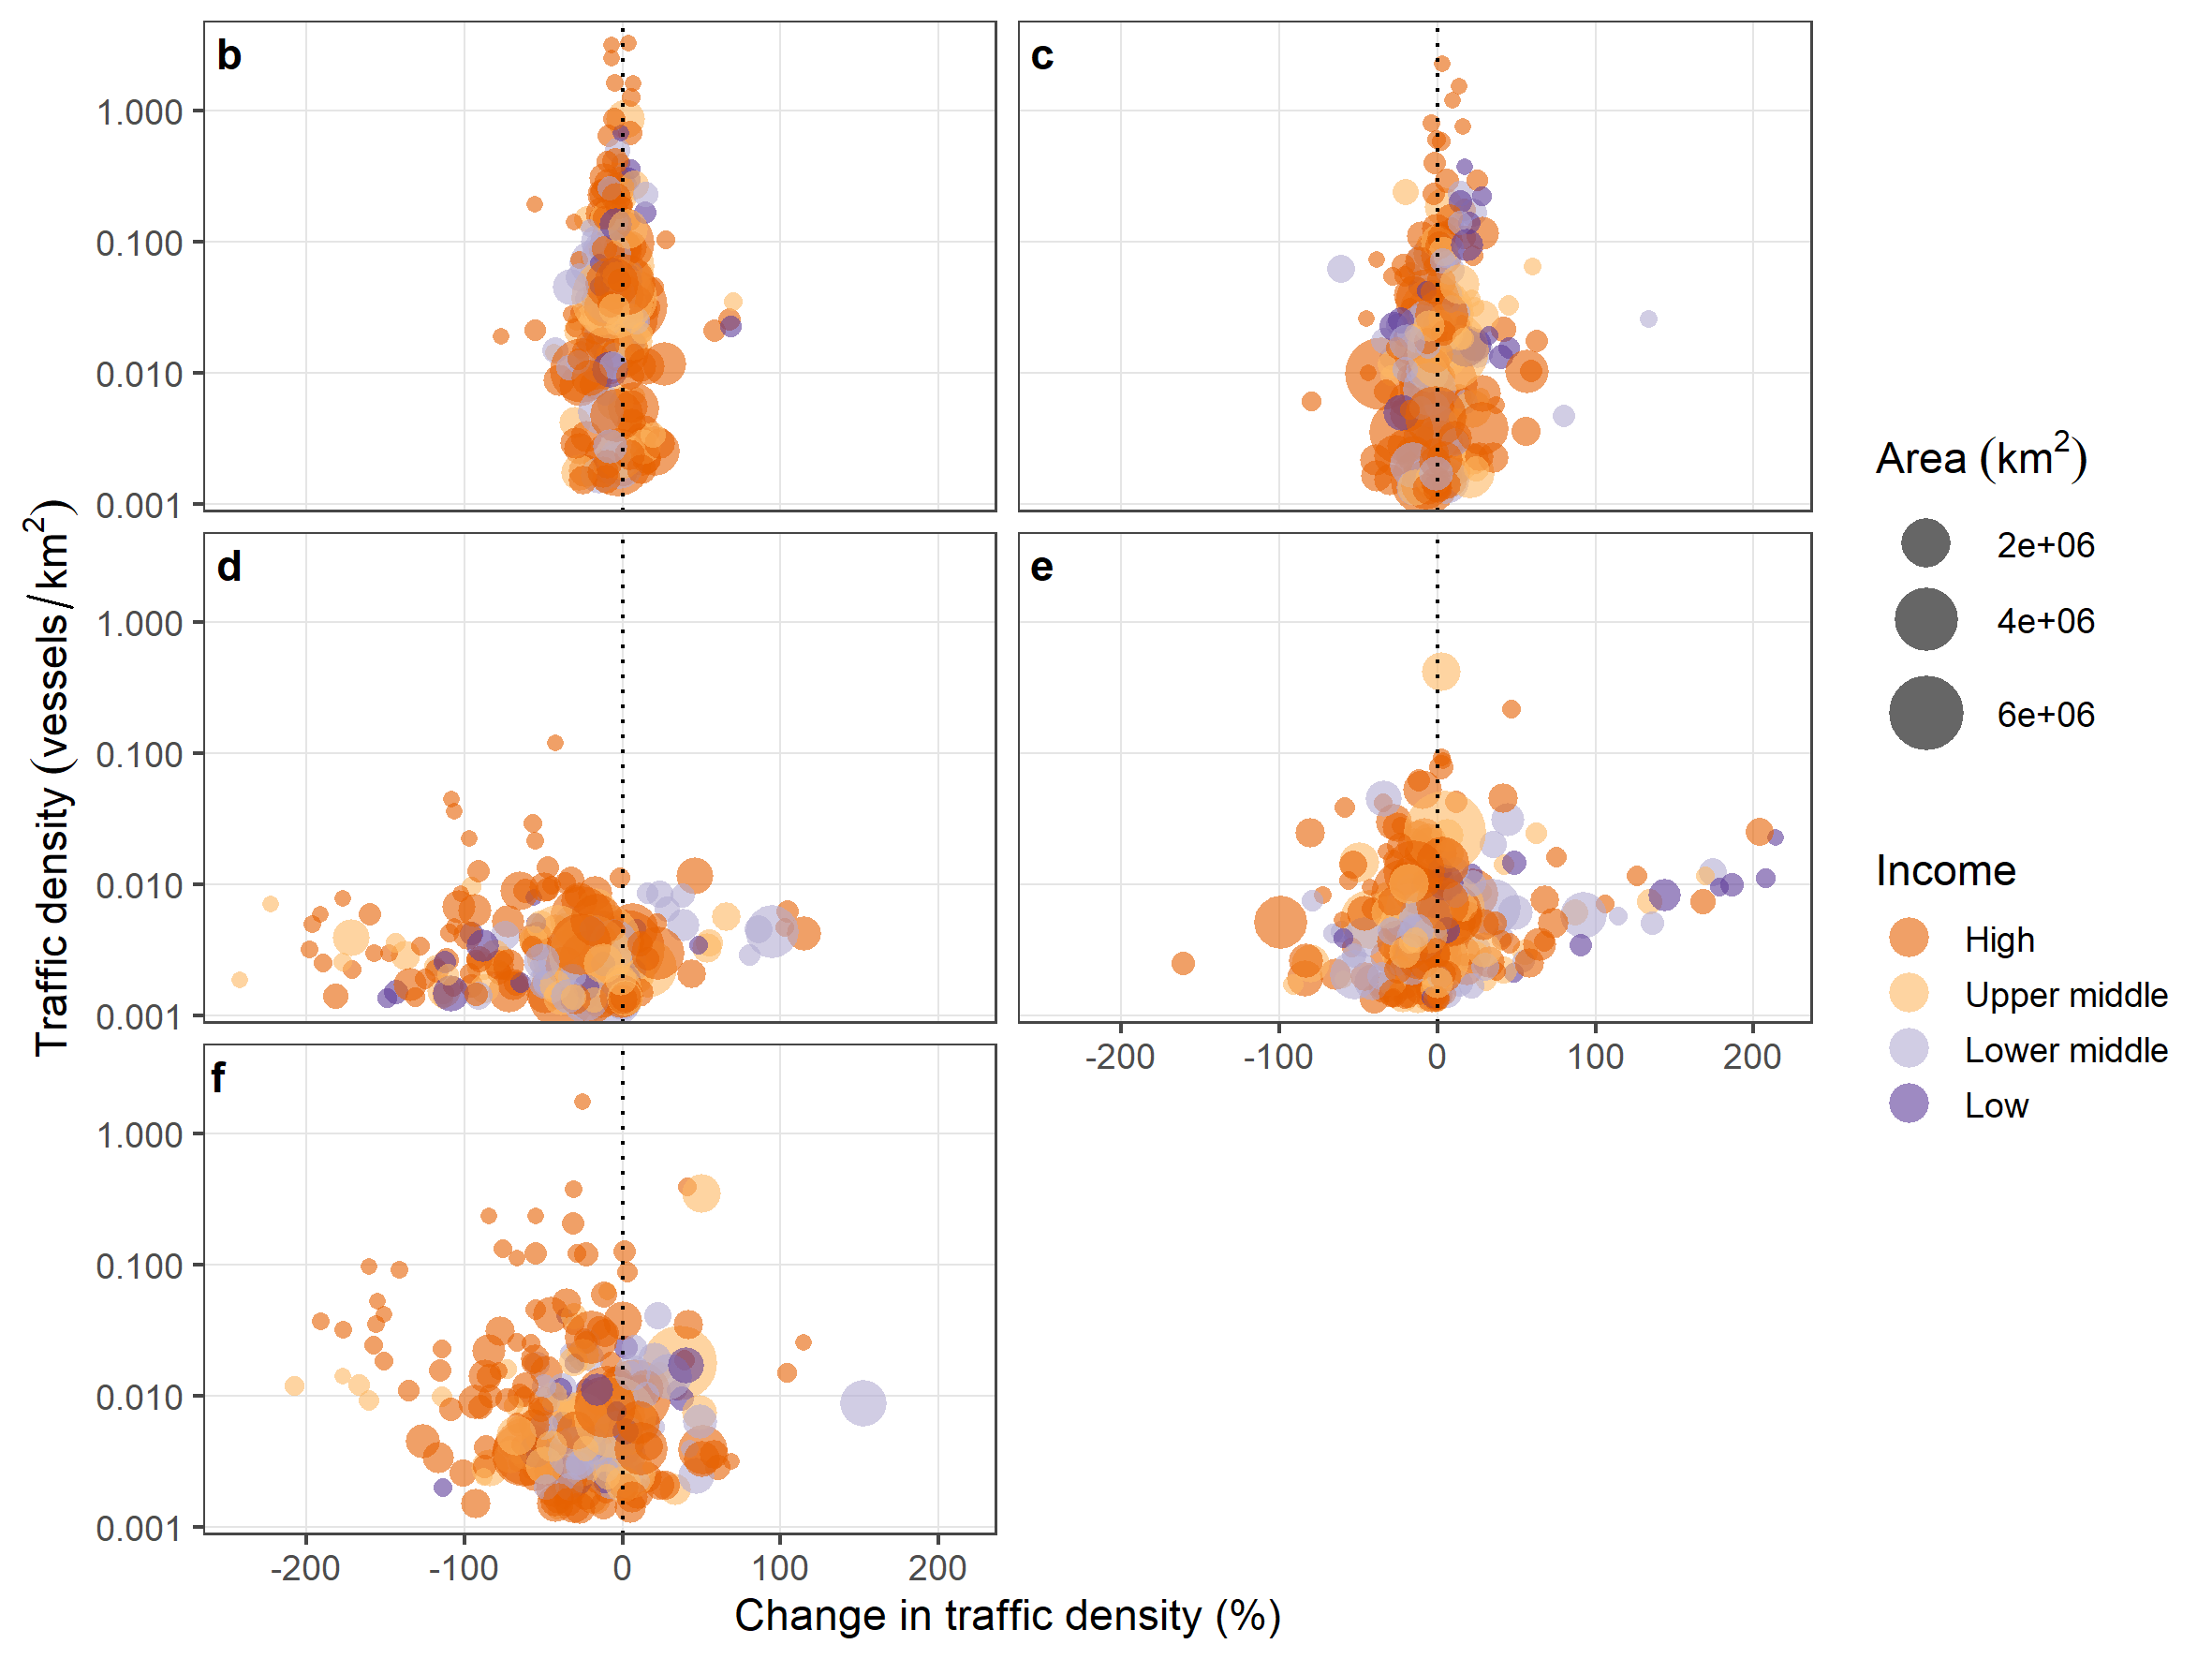 b
c
1.000
0.100
0.010
0.001
d
e
1.000
0.100
0.010
0.001
-200 -100 0 100 200
f
1.000
0.100
0.010
0.001
-200 -100 0 100 200
Change in traffic density (%)
Traffic density (vessels/km²)
Area (km²)
2e+06
4e+06
6e+06
Income
High
Upper middle
Lower middle
Low